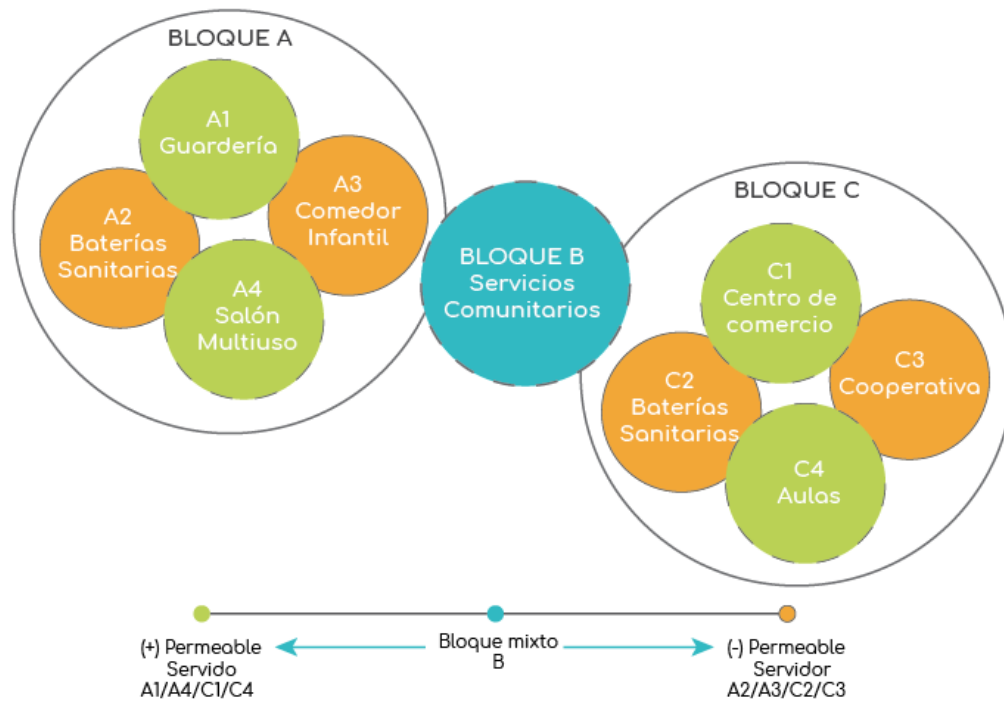 BLOQUE A
A1
Guardería
A2
Baterías
Sanitarias
A3
Comedor
Infantil
A4
Salón
Multiuso
BLOQUE B
Servicios
Comunitarios
BLOQUE C
C1
Centro de
comercio
C2
Baterías
Sanitarias
C3
Cooperativa
C4
Aulas
(+) Permeable
Servido
A1/A4/C1/C4
Bloque mixto
B
(-) Permeable
Servidor
A2/A3/C2/C3